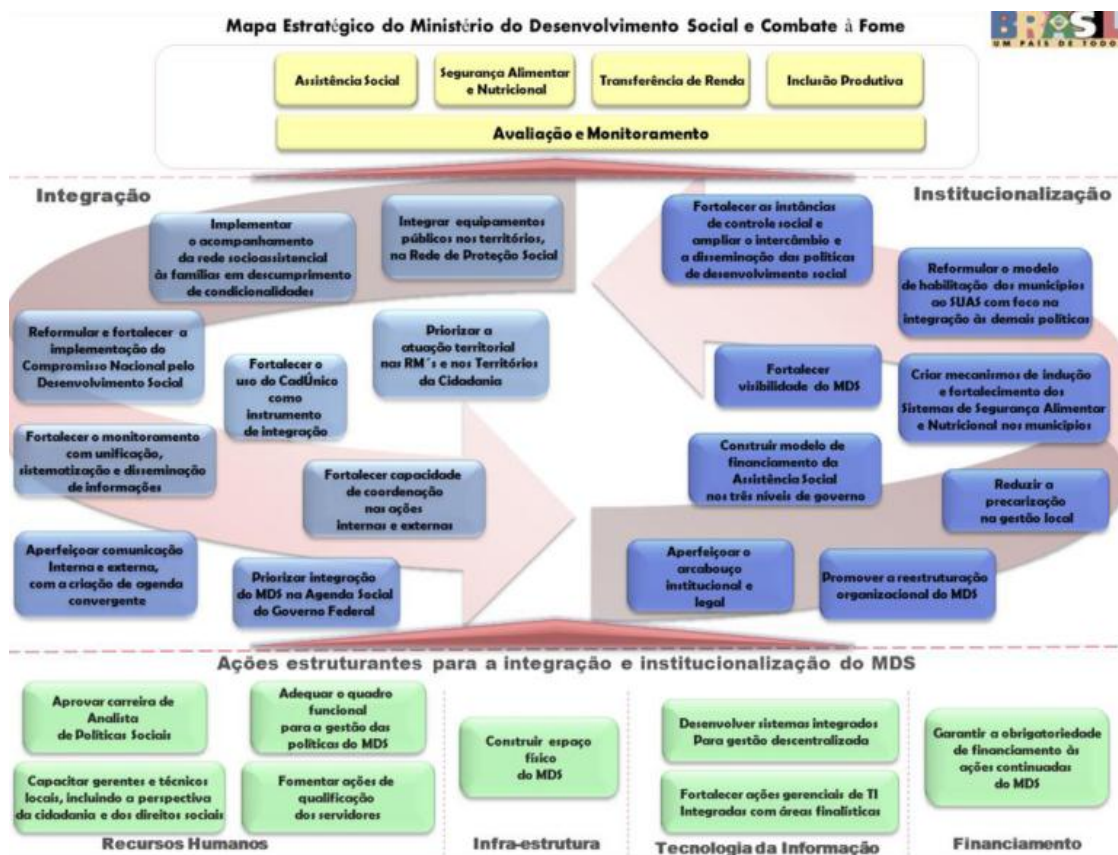 Mapa Estratégico do Ministério do Desenvolvimento Social e Combate à Fome
BRASIL
UM PAÍS DE TODO
Assistência Social
Segurança Alimentar
e Nutricional
Transferência de Renda
Inclusão Produtiva
Avaliação e Monitoramento
Integração
Implementar
o acompanhamento
da rede socioassistencial
às famílias em descumprimento
de condicionalidades
Integrar equipamentos
públicos nos territórios,
na Rede de Proteção Social
Reformular e fortalecer a
implementação do
Compromisso Nacional pelo
Desenvolvimento Social
Fortalecer o
uso do CadÚnico
como
instrumento
de integração
Priorizar a
atuação territorial
nas RM´s e nos Territórios
da Cidadania
Fortalecer o monitoramento
com unificação,
sistematização e disseminação
de informações
Fortalecer capacidade
de coordenação
nas ações
internas e externas
Aperfeiçoar comunicação
Interna e externa,
com a criação de agenda
convergente
Priorizar integração
do MDS na Agenda Social
do Governo Federal
Institucionalização
Fortalecer as instâncias
de controle social e
ampliar o intercâmbio e
a disseminação das políticas
de desenvolvimento social
Reformular o modelo
de habilitação dos municípios
ao SUAS com foco na
integração às demais políticas
Fortalecer
visibilidade do MDS
Criar mecanismos de indução
e fortalecimento dos
Sistemas de Segurança Alimentar
e Nutricional nos municípios
Construir modelo de
financiamento da
Assistência Social
nos três níveis de governo
Reduzir a
precarização
na gestão local
Aperfeiçoar o
arcabouço
institucional e
legal
Promover a reestruturação
organizacional do MDS
Ações estruturantes para a integração e institucionalização do MDS
Aprovar carreira de
Analista
de Políticas Sociais
Adequar o quadro
funcional
para a gestão das
políticas do MDS
Capacitar gerentes e técnicos
locais, incluindo a perspectiva
da cidadania e dos direitos sociais
Fomentar ações de
qualificação
dos servidores
Recursos Humanos
Construir espaço
físico
do MDS
Infra-estrutura
Desenvolver sistemas integrados
Para gestão descentralizada
Fortalecer ações gerenciais de TI
Integradas com áreas finalísticas
Tecnologia da Informação
Garantir a obrigatoriedade
de financiamento às
ações continuadas
do MDS
Financiamento